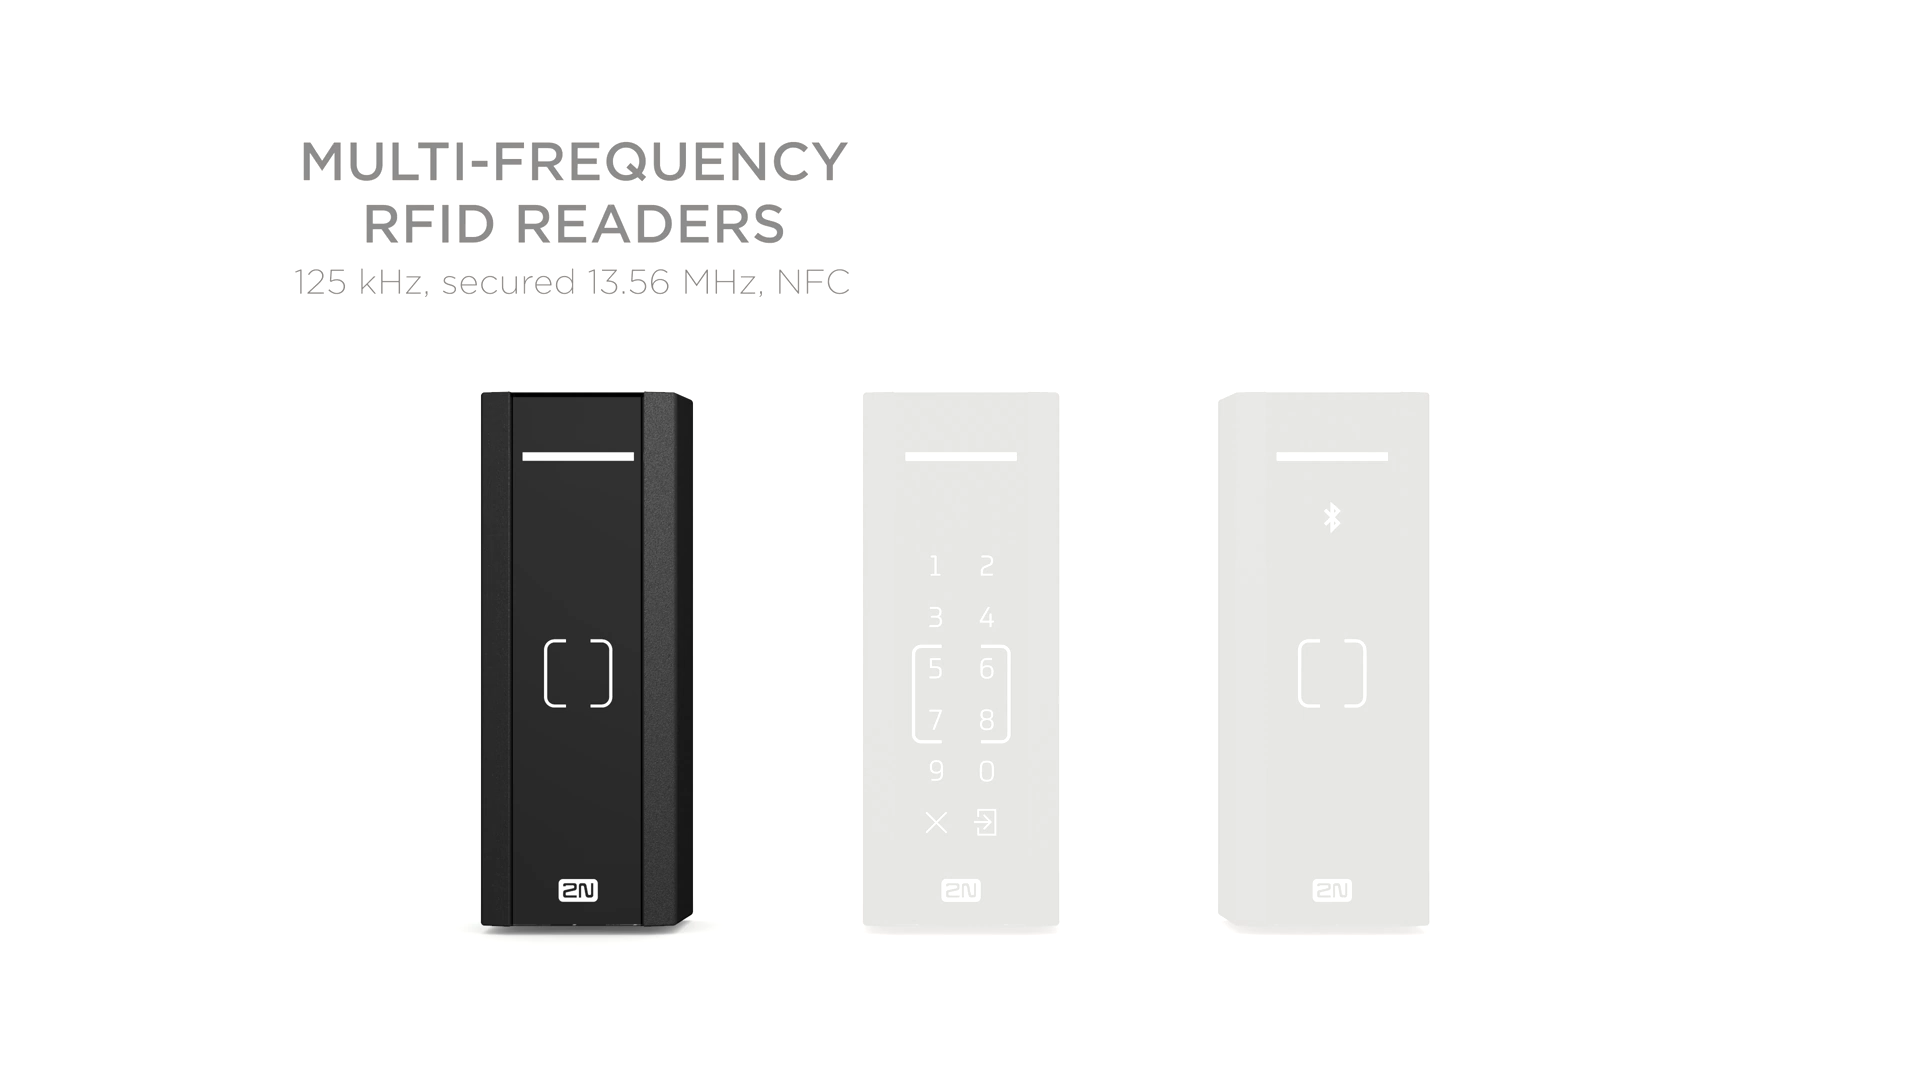 MULTI-FREQUENCY
RFID READERS
125 kHz, secured 13.56 MHz, NFC
1 2
3 4
5 6
7 8
9 0
2N
2N
2N